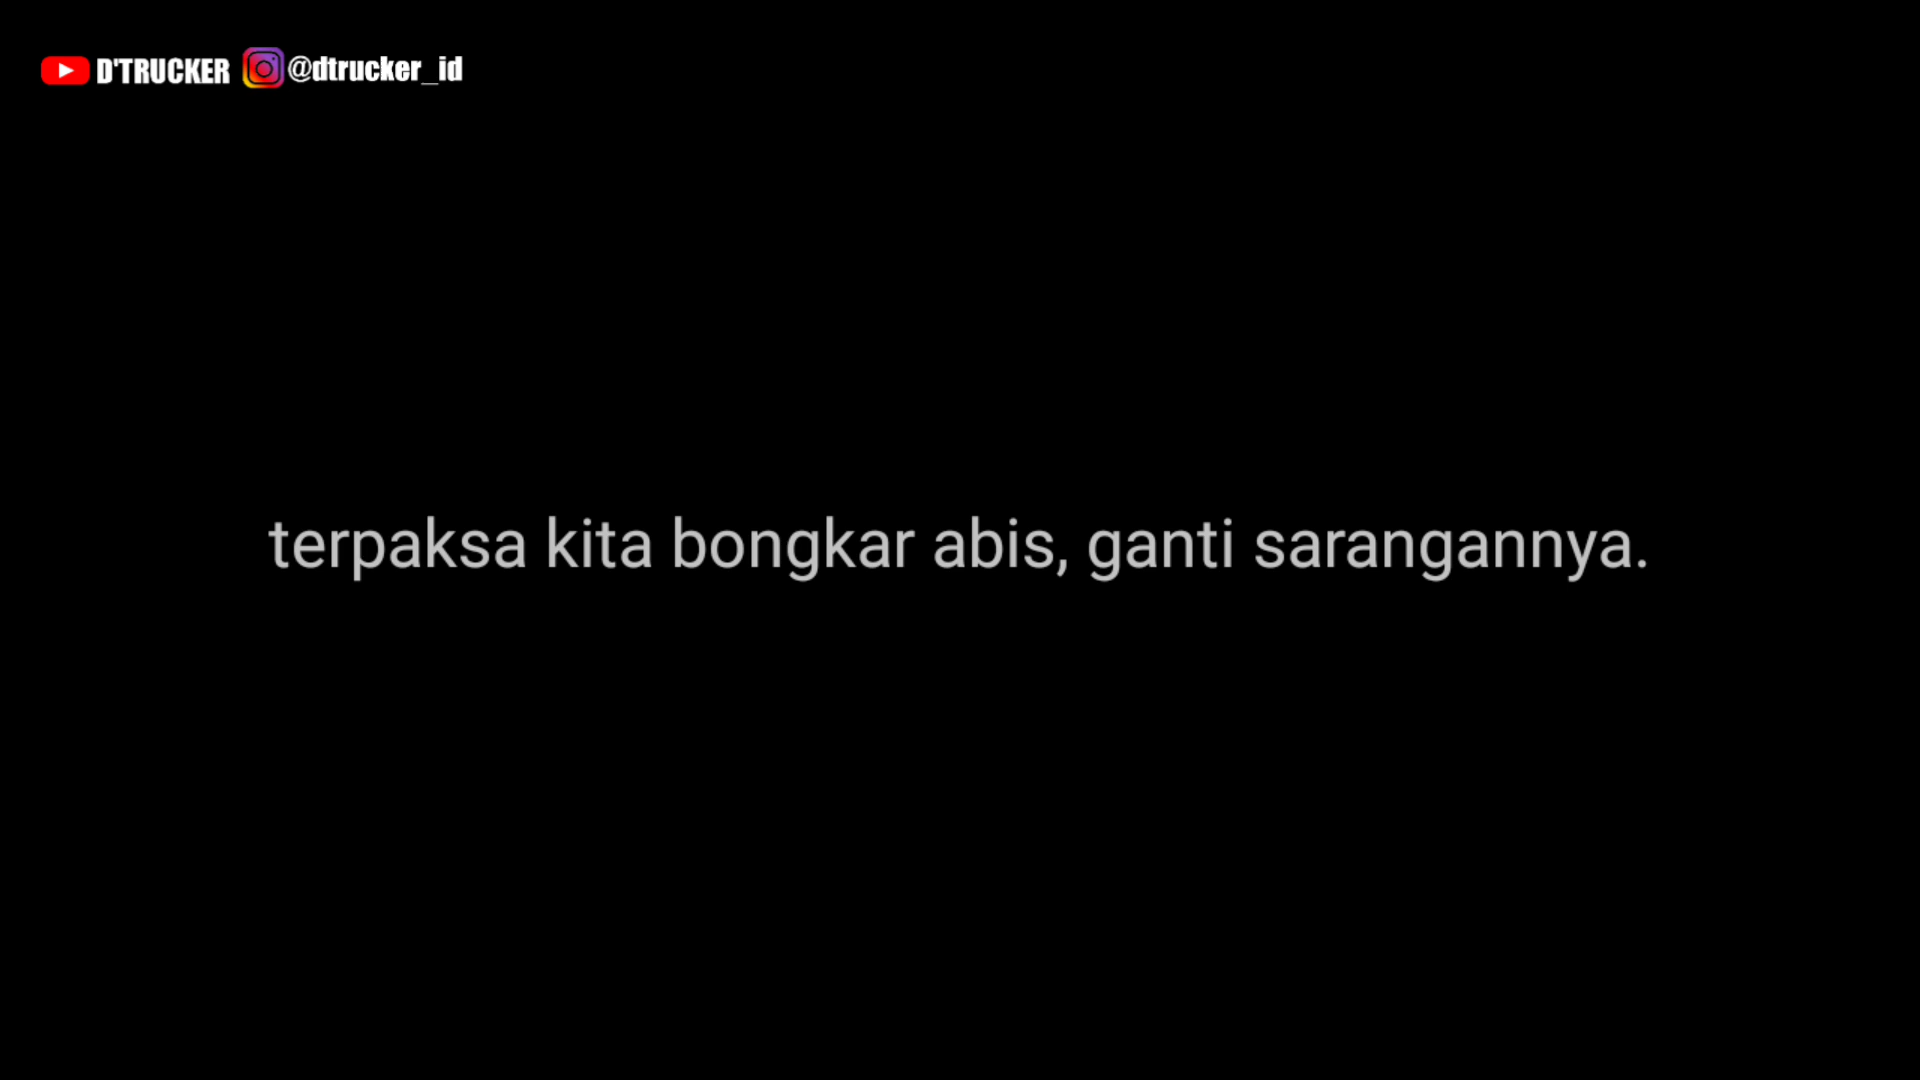 D'TRUCKER @dtrucker_id
terpaksa kita bongkar abis, ganti sarangannya.